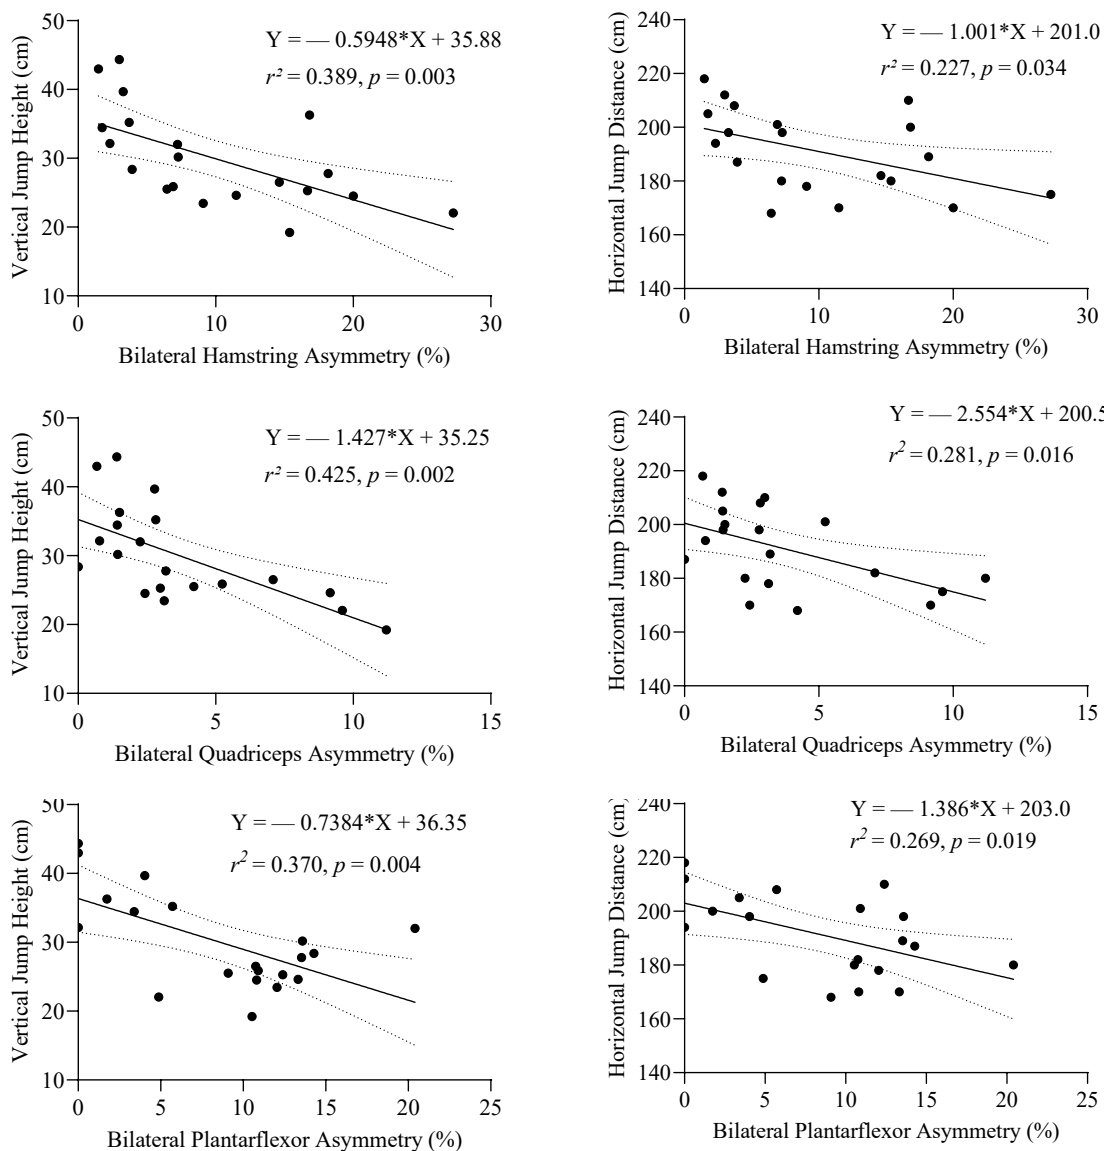 50
40
30
20
10
Vertical Jump Height (cm)
Y = — 0.5948*X + 35.88
r² = 0.389, p = 0.003
0 10 20 30
Bilateral Hamstring Asymmetry (%)
240
220
200
180
160
140
Horizontal Jump Distance (cm)
Y = — 1.001*X + 201.0
r² = 0.227, p = 0.034
0 10 20 30
Bilateral Hamstring Asymmetry (%)
50
40
30
20
10
Vertical Jump Height (cm)
Y = — 1.427*X + 35.25
r² = 0.425, p = 0.002
0 5 10 15
Bilateral Quadriceps Asymmetry (%)
240
220
200
180
160
140
Horizontal Jump Distance (cm)
Y = — 2.554*X + 200.5
r² = 0.281, p = 0.016
0 5 10 15
Bilateral Quadriceps Asymmetry (%)
50
40
30
20
10
Vertical Jump Height (cm)
Y = — 0.7384*X + 36.35
r² = 0.370, p = 0.004
0 5 10 15 20 25
Bilateral Plantarflexor Asymmetry (%)
240
220
200
180
160
140
Horizontal Jump Distance (cm)
Y = — 1.386*X + 203.0
r² = 0.269, p = 0.019
0 5 10 15 20 25
Bilateral Plantarflexor Asymmetry (%)